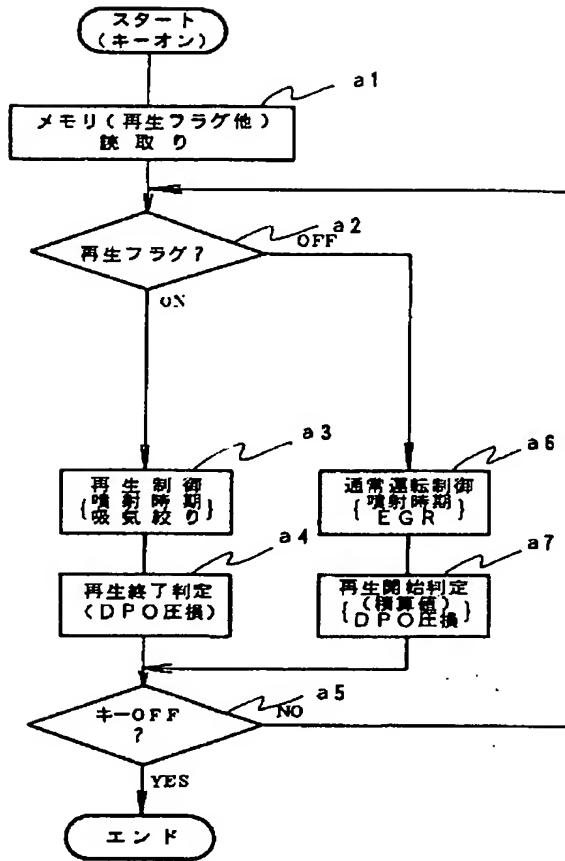 スタート
(キーオン)
a1
メモリ(再生フラグ他)
読取り
a2
再生フラグ?
OFF
ON
a3
再生制御
{噴射時期
吸気絞り}
a6
通常運転制御
{噴射時期
EGR}
a4
再生終了判定
(DPO圧損)
a7
再生開始判定
{(積算値)
DPO圧損}
a5
キーOFF
?
NO
YES
エンド